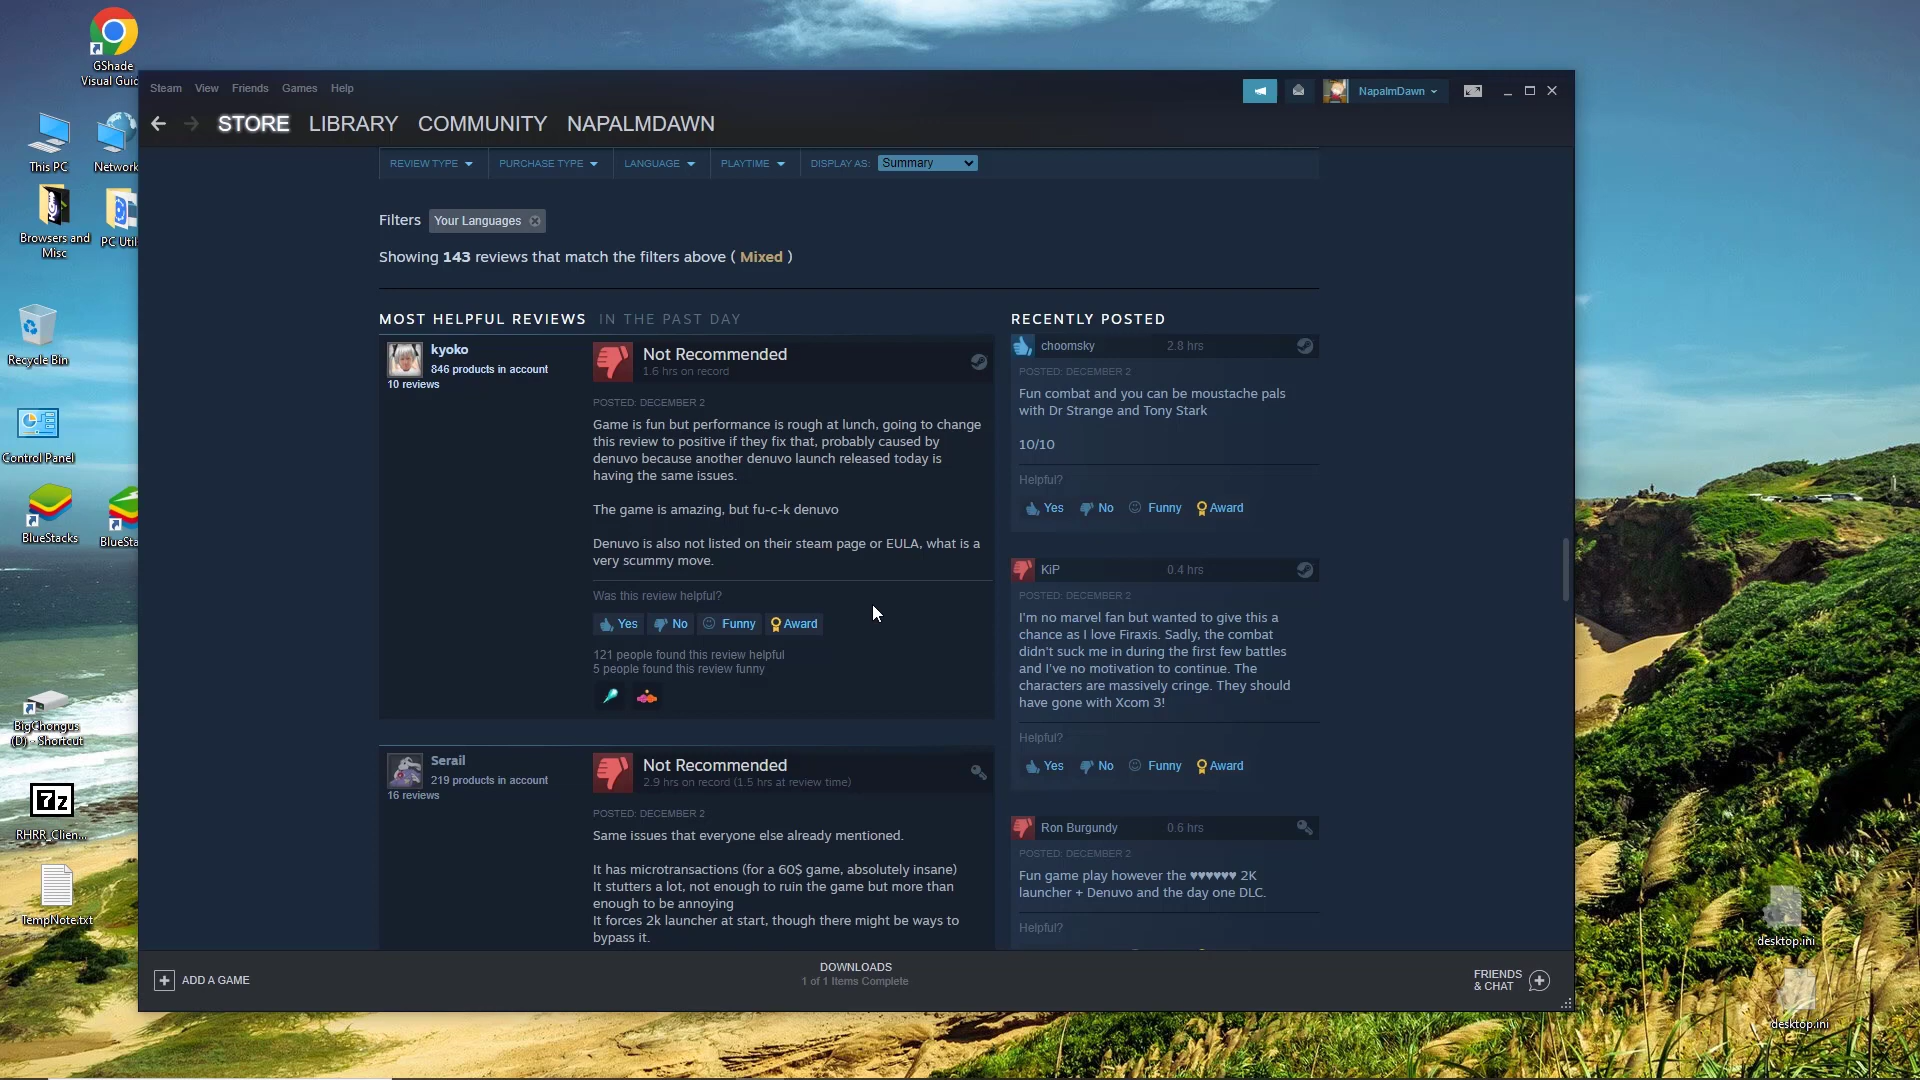 GShade
Visual Guid
This PC
Network
Browsers and
Misc
PC Util
Recycle Bin
Control Panel
BlueStacks
BlueSta
BigChongus
(D) - Shortcut
7z
RHRR_Clien...
TempNote.txt
Steam View Friends Games Help
NapalmDawn
STORE LIBRARY COMMUNITY NAPALMDAWN
REVIEW TYPE PURCHASE TYPE LANGUAGE PLAYTIME DISPLAY AS: Summary
Filters Your Languages
Showing 143 reviews that match the filters above ( Mixed )
MOST HELPFUL REVIEWS IN THE PAST DAY
kyoko
846 products in account
10 reviews
Not Recommended
1.6 hrs on record
POSTED: DECEMBER 2
Game is fun but performance is rough at lunch, going to change
this review to positive if they fix that, probably caused by
denuvo because another denuvo launch released today is
having the same issues.
The game is amazing, but fu-c-k denuvo
Denuvo is also not listed on their steam page or EULA, what is a
very scummy move.
Was this review helpful?
Yes No Funny Award
121 people found this review helpful
5 people found this review funny
Serail
219 products in account
16 reviews
Not Recommended
2.9 hrs on record (1.5 hrs at review time)
POSTED: DECEMBER 2
Same issues that everyone else already mentioned.
It has microtransactions (for a 60$ game, absolutely insane)
It stutters a lot, not enough to ruin the game but more than
enough to be annoying
It forces 2k launcher at start, though there might be ways to
bypass it.
RECENTLY POSTED
choomsky 2.8 hrs
POSTED: DECEMBER 2
Fun combat and you can be moustache pals
with Dr Strange and Tony Stark
10/10
Helpful?
Yes No Funny Award
KiP 0.4 hrs
POSTED: DECEMBER 2
I'm no marvel fan but wanted to give this a
chance as I love Firaxis. Sadly, the combat
didn't suck me in during the first few battles
and I've no motivation to continue. The
characters are massively cringe. They should
have gone with Xcom 3!
Helpful?
Yes No Funny Award
Ron Burgundy 0.6 hrs
POSTED: DECEMBER 2
Fun game play however the ♥♥♥♥♥♥ 2K
launcher + Denuvo and the day one DLC.
Helpful?
ADD A GAME
DOWNLOADS
1 of 1 Items Complete
FRIENDS
& CHAT
desktop.ini
desktop.ini